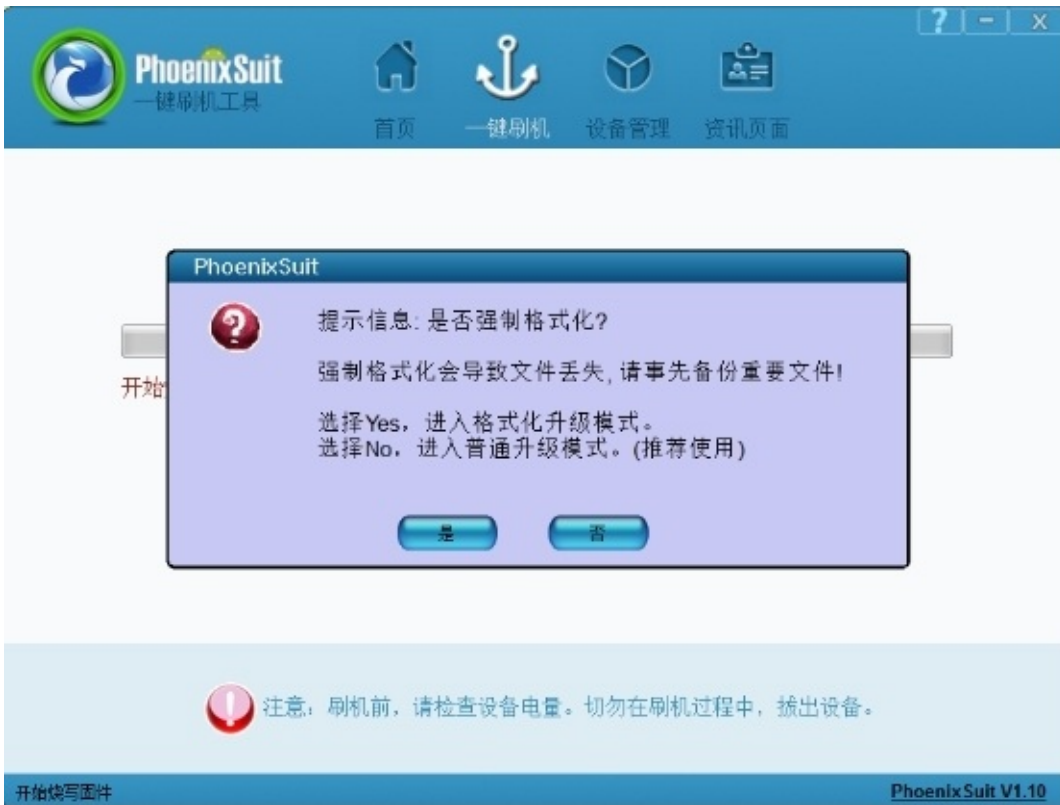 ? - X
PhoenixSuit
一键刷机工具
首页 一键刷机 设备管理 资讯页面
PhoenixSuit
提示信息: 是否强制格式化?
强制格式化会导致文件丢失, 请事先备份重要文件!
开始
选择Yes，进入格式化升级模式。
选择No，进入普通升级模式。(推荐使用)
是 否
注意：刷机前，请检查设备电量。切勿在刷机过程中，拔出设备。
开始烧写固件
PhoenixSuit V1.10